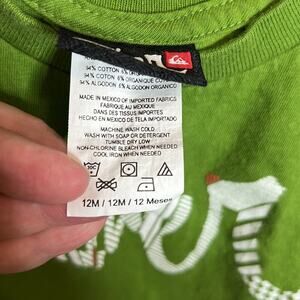 94% COTTON 6% ORGANIC COTTON
94% COTON 6% ORGANIQUE COTON
94% ALGODON 6% ALGODON ORGANICO
MADE IN MEXICO OF IMPORTED FABRICS
FABRIQUE AU MEXIQUE
DANS DES TISSUS IMPORTES
HECHO EN MEXICO DE TELA IMPORTADO
MACHINE WASH COLD
WASH WITH SOAP OR DETERGENT
TUMBLE DRY LOW
NON-CHLORINE BLEACH WHEN NEEDED
COOL IRON WHEN NEEDED
12M / 12M / 12 Meses